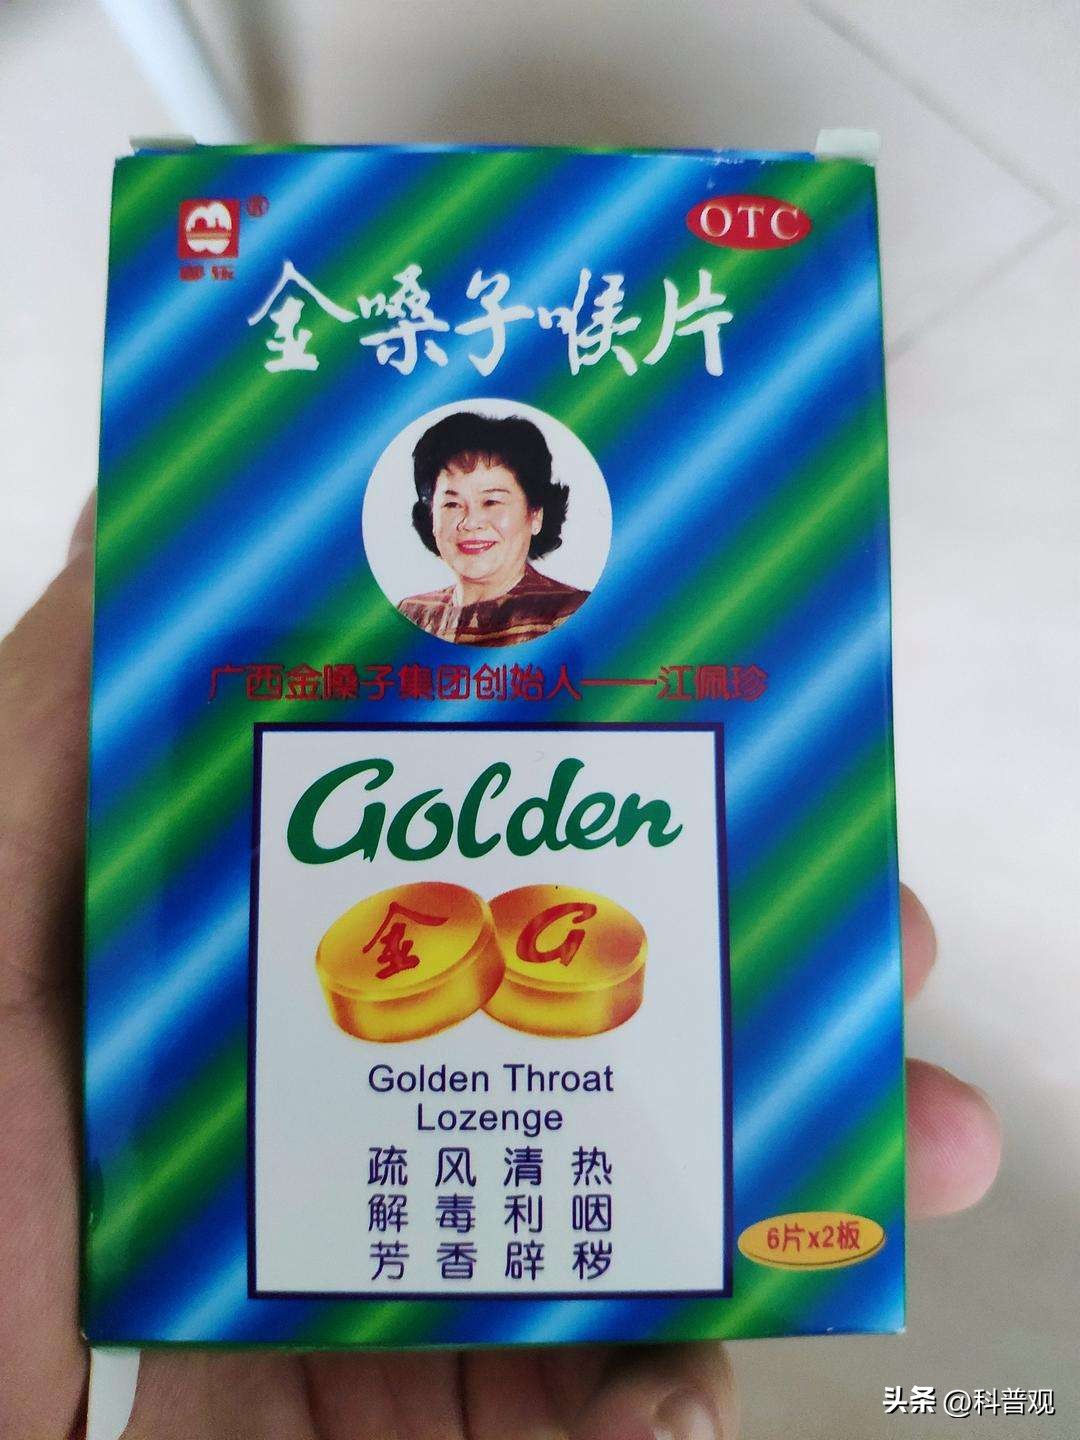 都乐
®
OTC
金嗓子喉片
广西金嗓子集团创始人——江佩珍
Golden
金 G
Golden Throat
Lozenge
疏风清热
解毒利咽
芳香辟秽
6片x2板
头条 @科普观